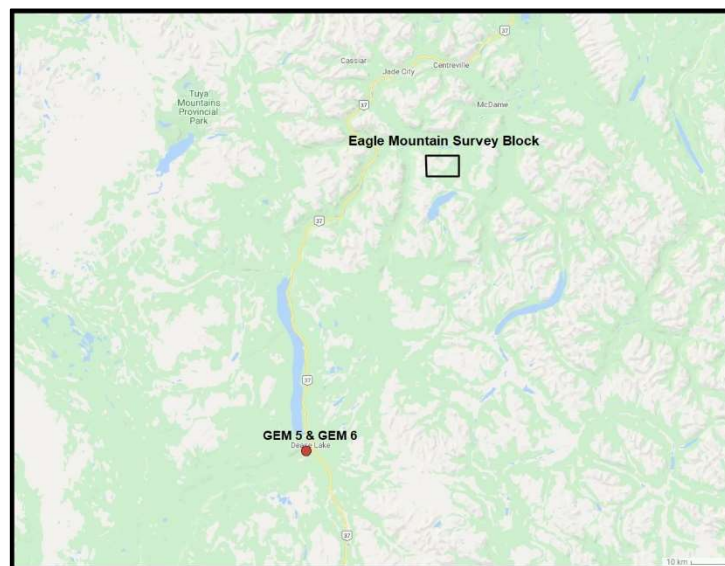 37
Cassiar
Jade City
Centreville
37
Tuya
Mountains
Provincial
Park
McDame
Eagle Mountain Survey Block
37
37
GEM 5 & GEM 6
Dease Lake
37
10 km